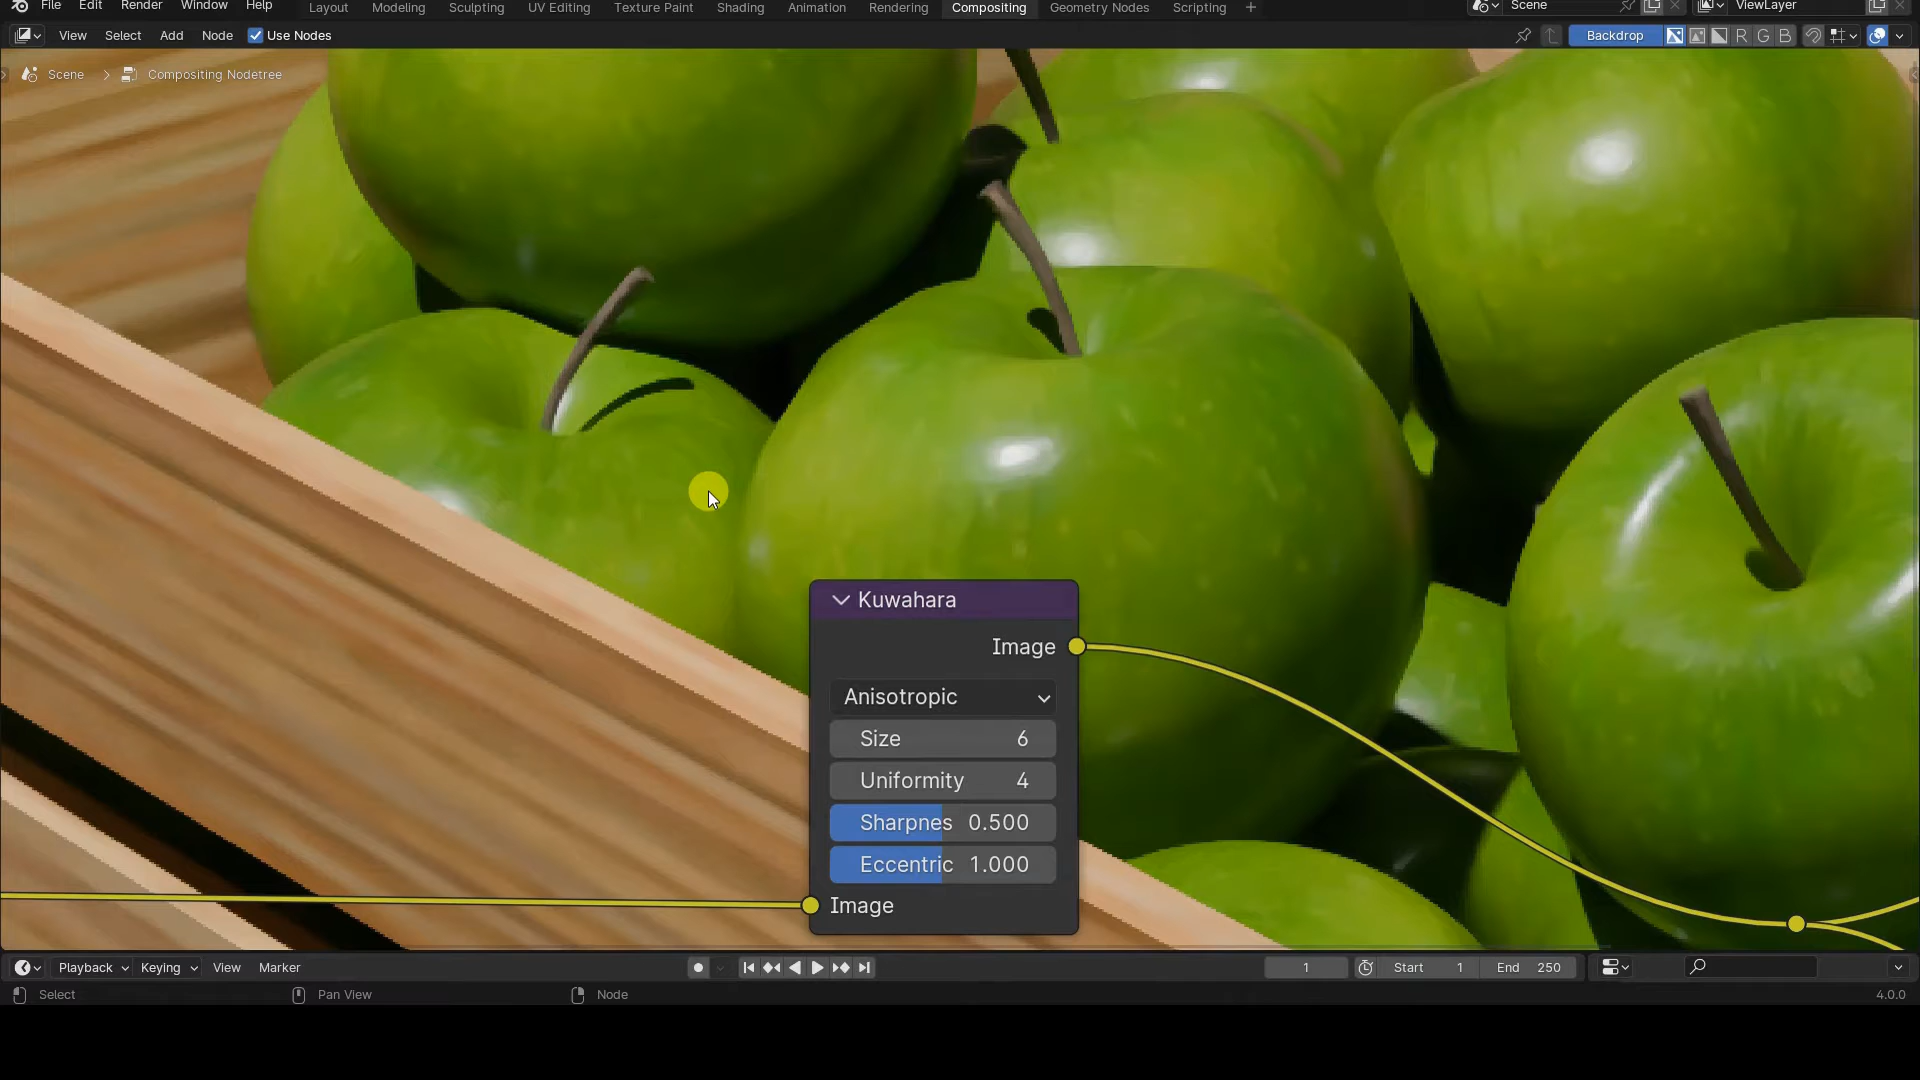 File Edit Render Window Help Layout Modeling Sculpting UV Editing Texture Paint Shading Animation Rendering Compositing Geometry Nodes Scripting + Scene ViewLayer
View Select Add Node Use Nodes Backdrop R G B
Scene > Compositing Nodetree
Kuwahara
Image
Anisotropic
Size 6
Uniformity 4
Sharpnes 0.500
Eccentric 1.000
Image
Playback Keying View Marker 1 Start 1 End 250
Select Pan View Node 4.0.0